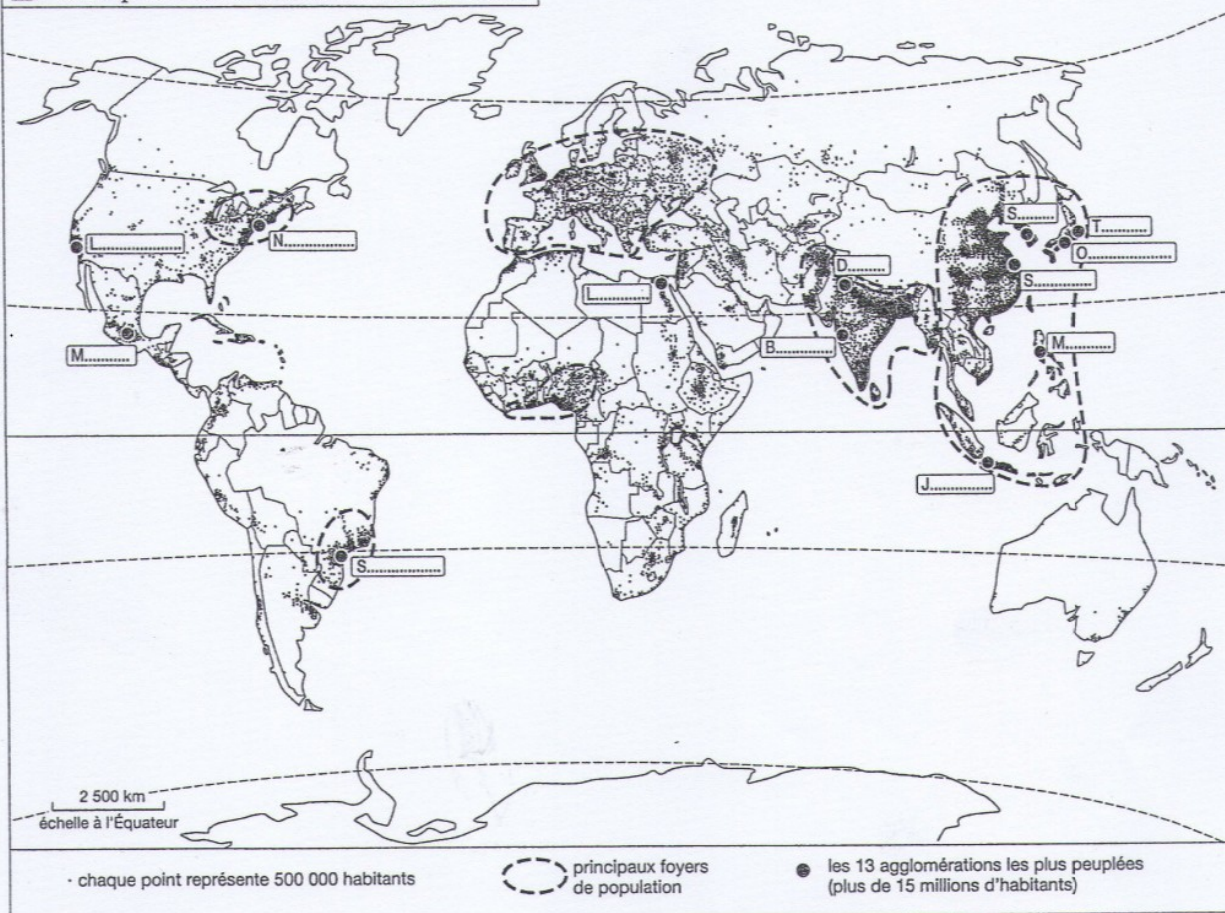 S.........
T...........
L.................
N..............
O...............
D........
S.............
L...........
M...........
B............
M..........
J..............
S.................
2 500 km
échelle à l'Équateur
· chaque point représente 500 000 habitants
principaux foyers
de population
les 13 agglomérations les plus peuplées
(plus de 15 millions d'habitants)